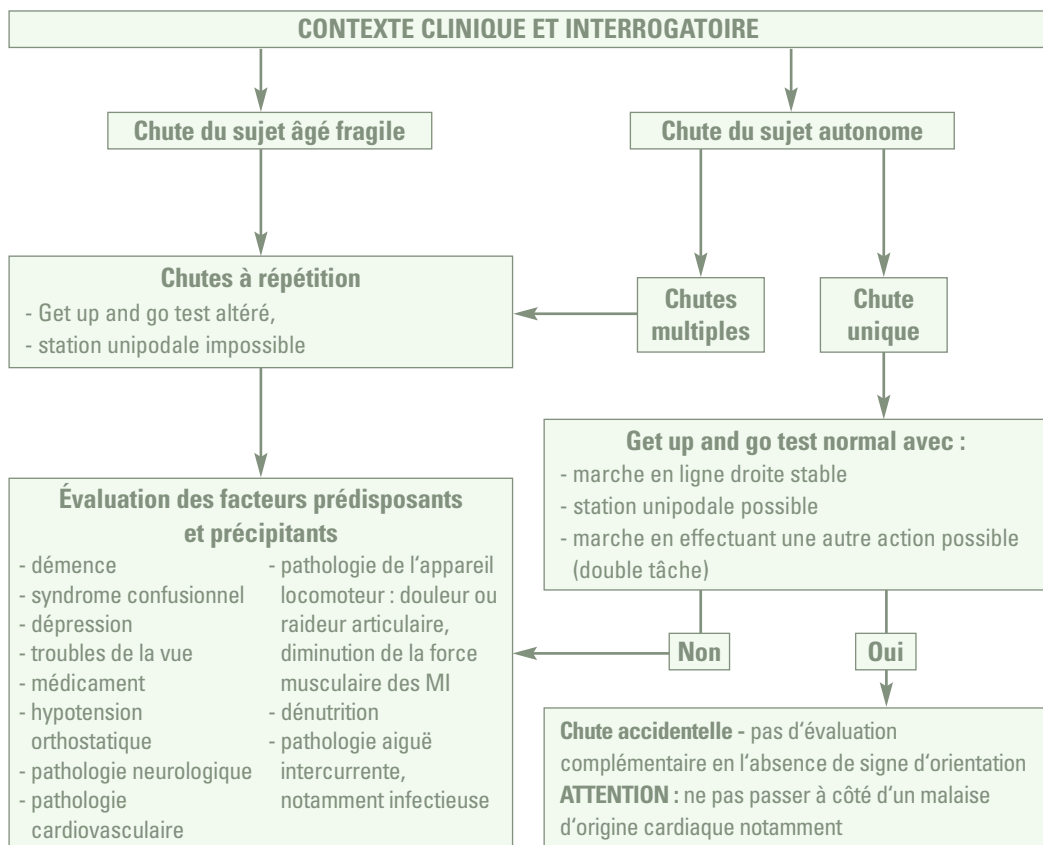 CONTEXTE CLINIQUE ET INTERROGATOIRE
Chute du sujet âgé fragile
Chute du sujet autonome
Chutes à répétition
- Get up and go test altéré,
- station unipodale impossible
Chutes
multiples
Chute
unique
Get up and go test normal avec :
- marche en ligne droite stable
- station unipodale possible
- marche en effectuant une autre action possible
(double tâche)
Évaluation des facteurs prédisposants
et précipitants
- démence
- syndrome confusionnel
- dépression
- troubles de la vue
- médicament
- hypotension
orthostatique
- pathologie neurologique
- pathologie
cardiovasculaire
- pathologie de l'appareil
locomoteur : douleur ou
raideur articulaire,
diminution de la force
musculaire des MI
- dénutrition
- pathologie aiguë
intercurrente,
notamment infectieuse
Non
Oui
Chute accidentelle - pas d'évaluation
complémentaire en l'absence de signe d'orientation
ATTENTION : ne pas passer à côté d'un malaise
d'origine cardiaque notamment